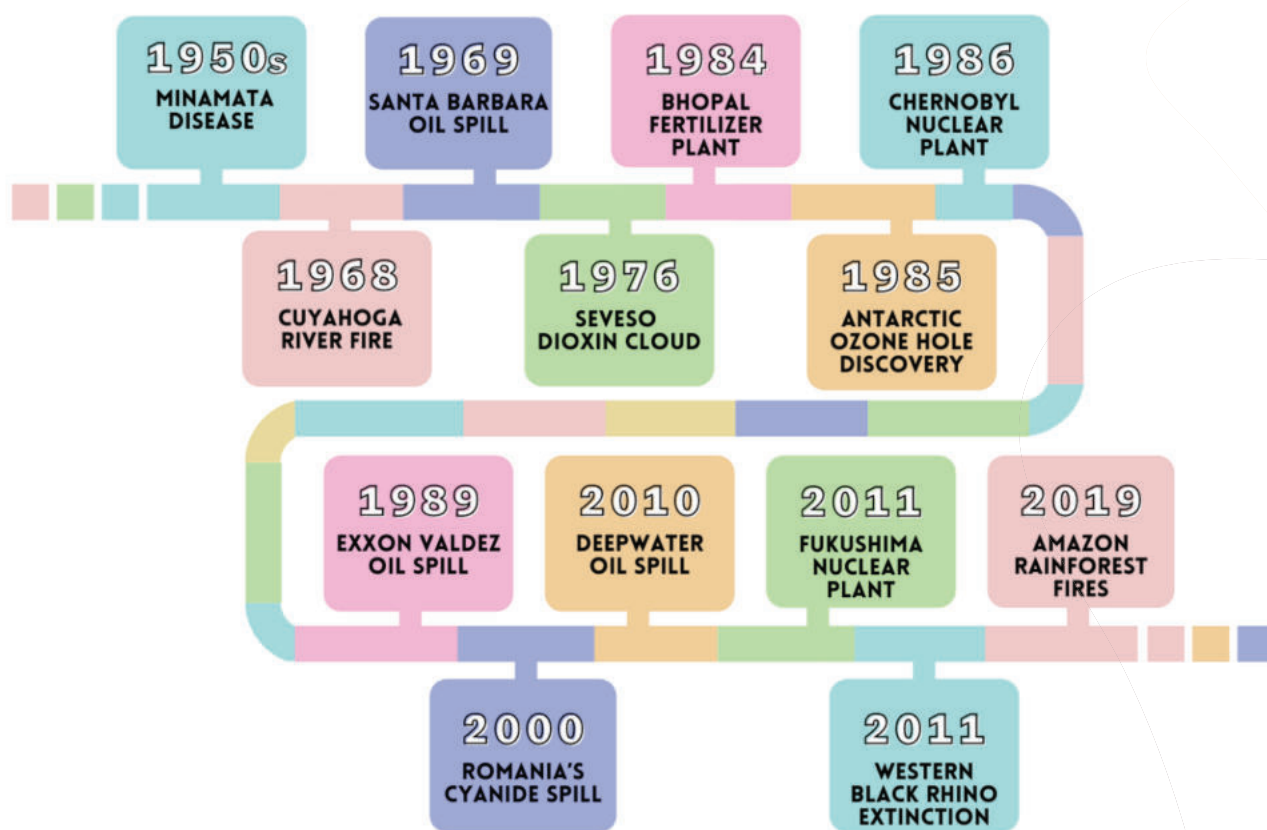 1950s
MINAMATA
DISEASE
1968
CUYAHOGA
RIVER FIRE
1969
SANTA BARBARA
OIL SPILL
1976
SEVESO
DIOXIN CLOUD
1984
BHOPAL
FERTILIZER
PLANT
1985
ANTARCTIC
OZONE HOLE
DISCOVERY
1986
CHERNOBYL
NUCLEAR
PLANT
1989
EXXON VALDEZ
OIL SPILL
2000
ROMANIA'S
CYANIDE SPILL
2010
DEEPWATER
OIL SPILL
2011
FUKUSHIMA
NUCLEAR
PLANT
2011
WESTERN
BLACK RHINO
EXTINCTION
2019
AMAZON
RAINFOREST
FIRES